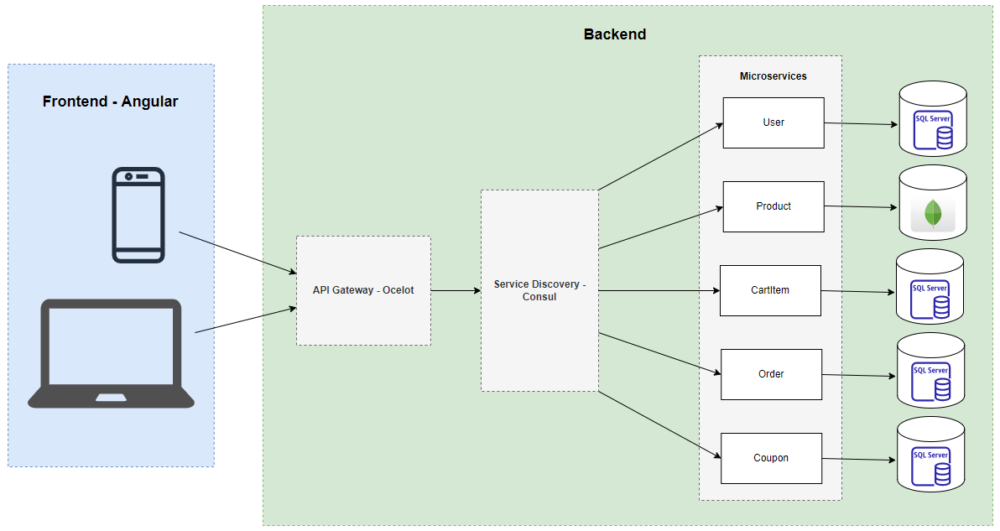 Backend
Frontend - Angular
API Gateway - Ocelot
Service Discovery -
Consul
Microservices
User
Product
CartItem
Order
Coupon
SQL Server
SQL Server
SQL Server
SQL Server